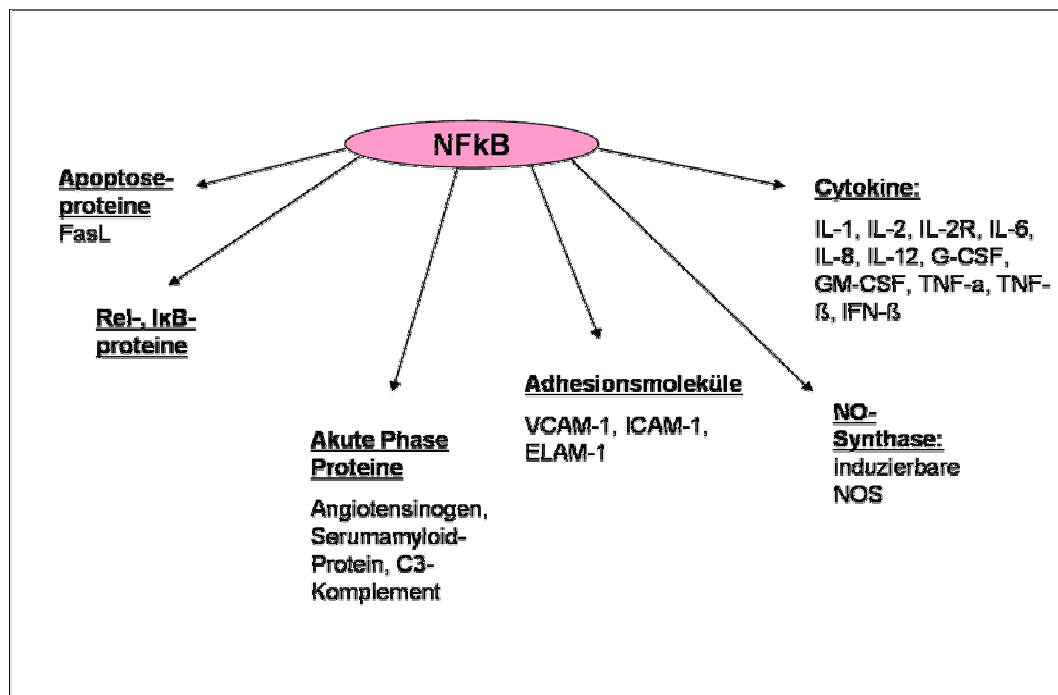 NFkB
Apoptose-
proteine
FasL
Rel-, IκB-
proteine
Akute Phase
Proteine
Angiotensinogen,
Serumamyloid-
Protein, C3-
Komplement
Adhesionsmoleküle
VCAM-1, ICAM-1,
ELAM-1
Cytokine:
IL-1, IL-2, IL-2R, IL-6,
IL-8, IL-12, G-CSF,
GM-CSF, TNF-a, TNF-
ß, IFN-ß
NO-
Synthase:
induzierbare
NOS